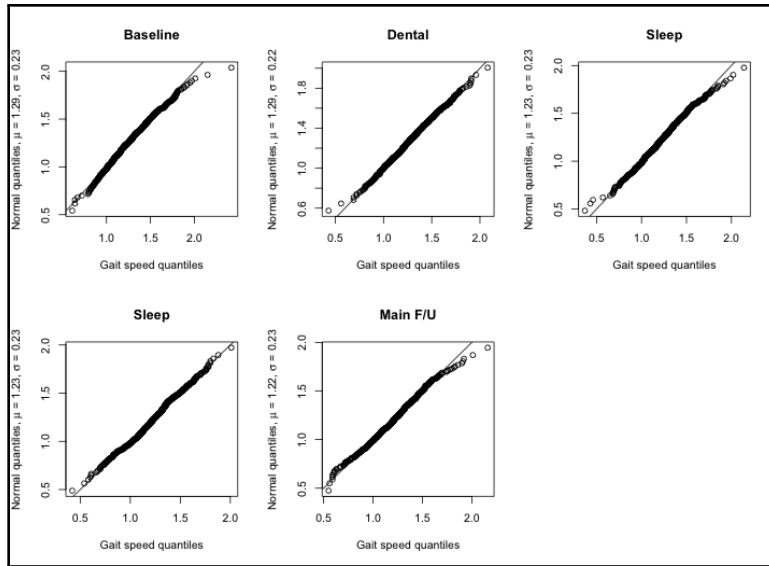 Baseline
Normal quantiles, μ = 1.29, σ = 0.23
0.5 1.0 1.5 2.0
1.0 1.5 2.0
Gait speed quantiles
Dental
Normal quantiles, μ = 1.29, σ = 0.22
0.6 1.0 1.4 1.8
0.5 1.0 1.5 2.0
Gait speed quantiles
Sleep
Normal quantiles, μ = 1.23, σ = 0.23
0.5 1.0 1.5 2.0
0.5 1.0 1.5 2.0
Gait speed quantiles
Sleep
Normal quantiles, μ = 1.23, σ = 0.23
0.5 1.0 1.5 2.0
0.5 1.0 1.5 2.0
Gait speed quantiles
Main F/U
Normal quantiles, μ = 1.22, σ = 0.23
0.5 1.0 1.5 2.0
0.5 1.0 1.5 2.0
Gait speed quantiles